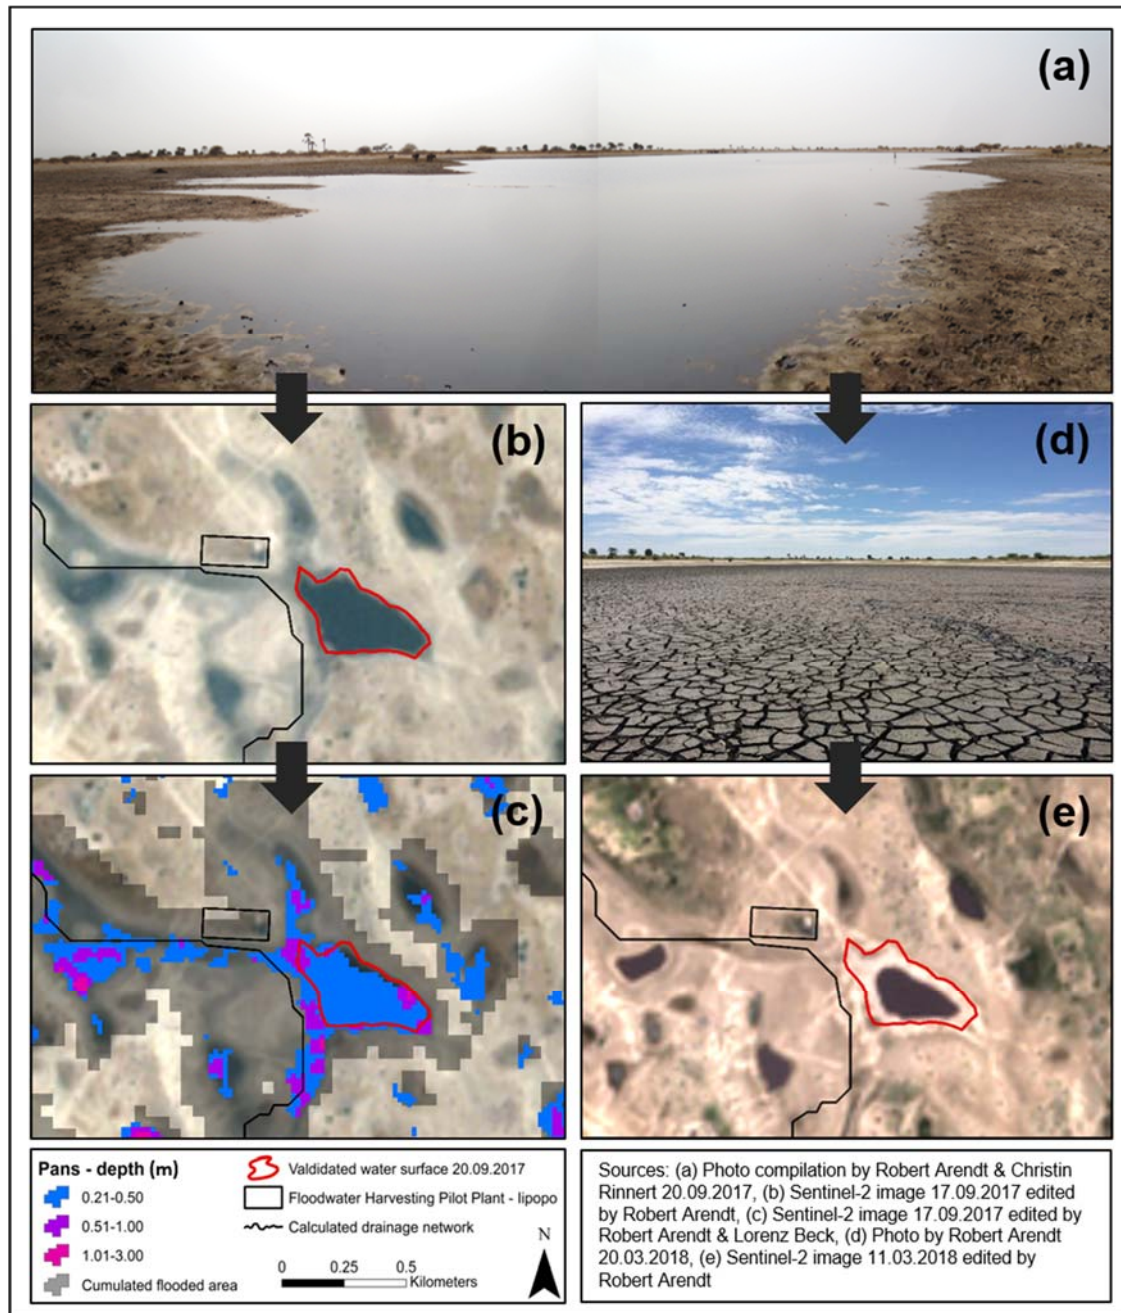 (a)
(b)
(d)
(c)
(e)
Pans - depth (m)
0.21-0.50
0.51-1.00
1.01-3.00
Cumulated flooded area
Valdidated water surface 20.09.2017
Floodwater Harvesting Pilot Plant - Iipopo
Calculated drainage network
N
0 0.25 0.5
Kilometers
Sources: (a) Photo compilation by Robert Arendt & Christin
Rinnert 20.09.2017, (b) Sentinel-2 image 17.09.2017 edited
by Robert Arendt, (c) Sentinel-2 image 17.09.2017 edited by
Robert Arendt & Lorenz Beck, (d) Photo by Robert Arendt
20.03.2018, (e) Sentinel-2 image 11.03.2018 edited by
Robert Arendt